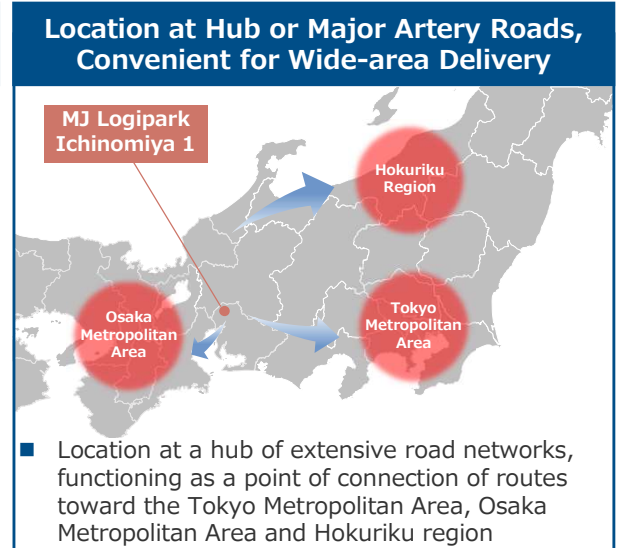 Location at Hub or Major Artery Roads,
Convenient for Wide-area Delivery
MJ Logipark
Ichinomiya 1
Hokuriku
Region
Osaka
Metropolitan
Area
Tokyo
Metropolitan
Area
■ Location at a hub of extensive road networks,
functioning as a point of connection of routes
toward the Tokyo Metropolitan Area, Osaka
Metropolitan Area and Hokuriku region